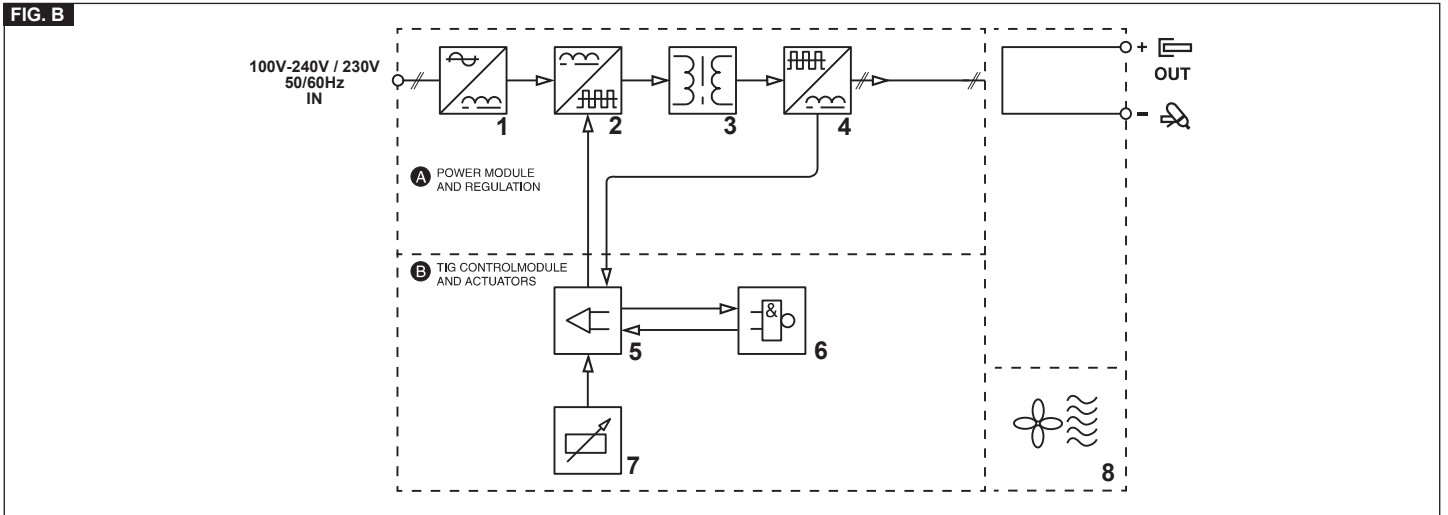 FIG. B
100V-240V / 230V
50/60Hz
IN
1
2
3
4
+
OUT
-
A POWER MODULE
AND REGULATION
B TIG CONTROLMODULE
AND ACTUATORS
5
&
6
7
8